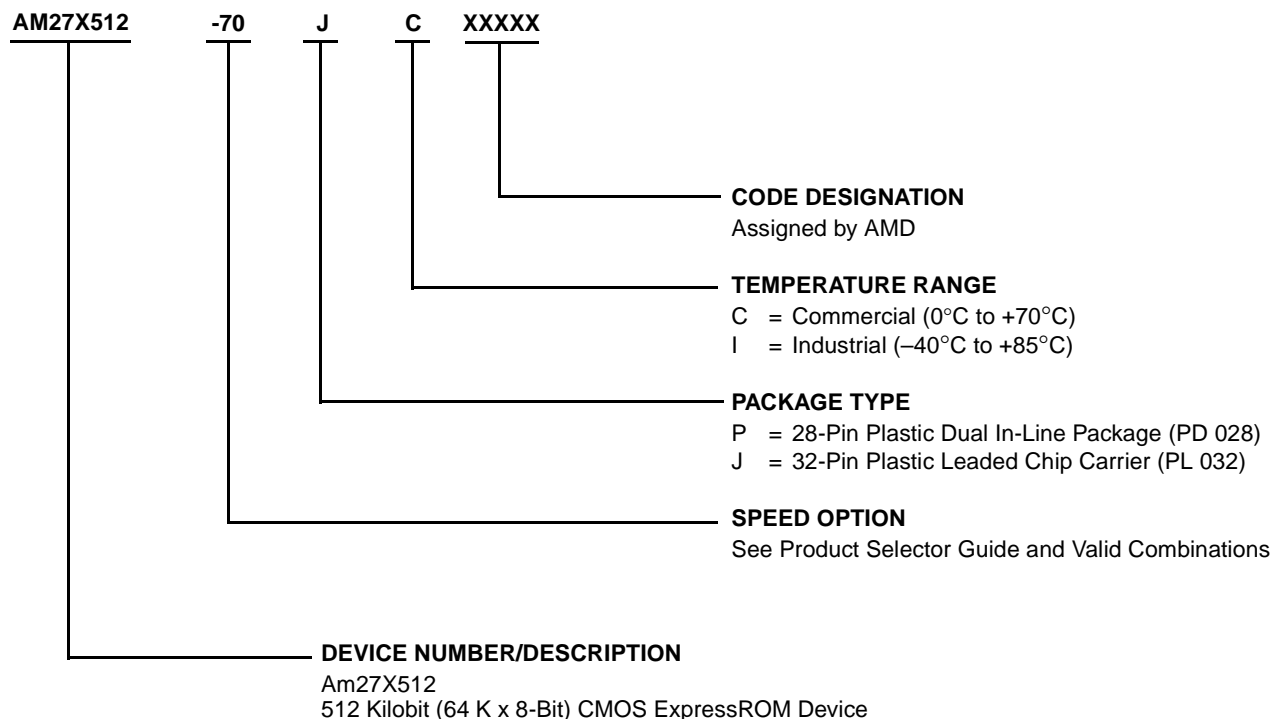 AM27X512 -70 J C XXXXX
CODE DESIGNATION
Assigned by AMD
TEMPERATURE RANGE
C = Commercial (0°C to +70°C)
I = Industrial (–40°C to +85°C)
PACKAGE TYPE
P = 28-Pin Plastic Dual In-Line Package (PD 028)
J = 32-Pin Plastic Leaded Chip Carrier (PL 032)
SPEED OPTION
See Product Selector Guide and Valid Combinations
DEVICE NUMBER/DESCRIPTION
Am27X512
512 Kilobit (64 K x 8-Bit) CMOS ExpressROM Device